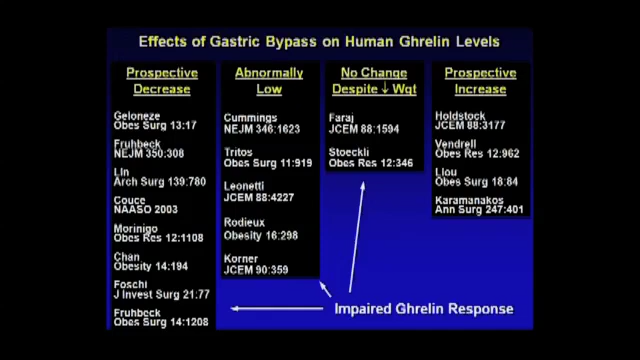 Effects of Gastric Bypass on Human Ghrelin Levels
Prospective
Decrease
Geloneze
Obes Surg 13:17
Fruhbeck
NEJM 350:308
Lin
Arch Surg 139:780
Couce
NAASO 2003
Morinigo
Obes Res 12:1108
Chan
Obesity 14:194
Foschi
J Invest Surg 21:77
Fruhbeck
Obes Surg 14:1208
Abnormally
Low
Cummings
NEJM 346:1623
Tritos
Obes Surg 11:919
Leonetti
JCEM 88:4227
Rodieux
Obesity 16:298
Korner
JCEM 90:359
No Change
Despite ↓ Wgt
Faraj
JCEM 88:1594
Stoeckli
Obes Res 12:346
Prospective
Increase
Holdstock
JCEM 88:3177
Vendrell
Obes Res 12:962
Liou
Obes Surg 18:84
Karamanakos
Ann Surg 247:401
Impaired Ghrelin Response